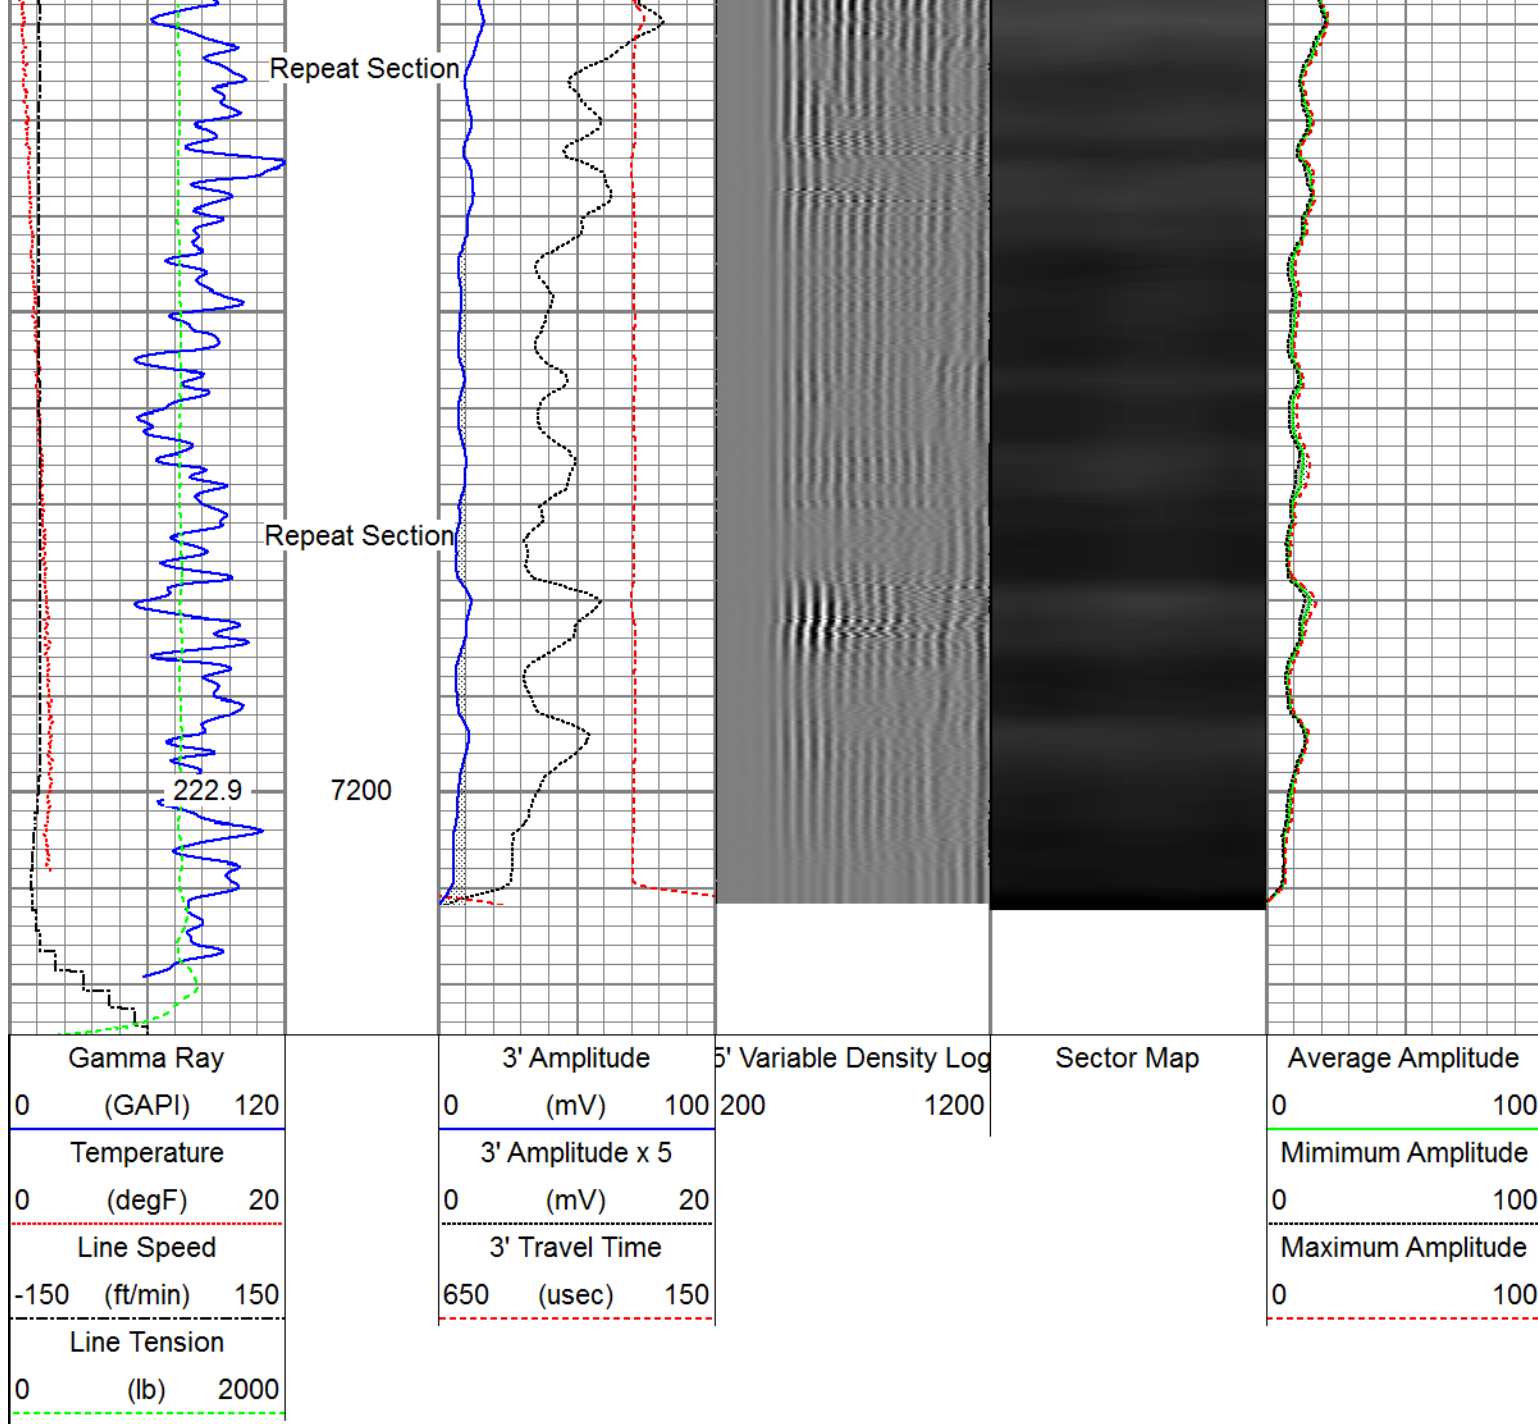 Repeat Section
Repeat Section
222.9
7200
Gamma Ray
0 (GAPI) 120
Temperature
0 (degF) 20
Line Speed
-150 (ft/min) 150
Line Tension
0 (lb) 2000
3' Amplitude
0 (mV) 100
3' Amplitude x 5
0 (mV) 20
3' Travel Time
650 (usec) 150
5' Variable Density Log
200 1200
Sector Map
Average Amplitude
0 100
Mimimum Amplitude
0 100
Maximum Amplitude
0 100